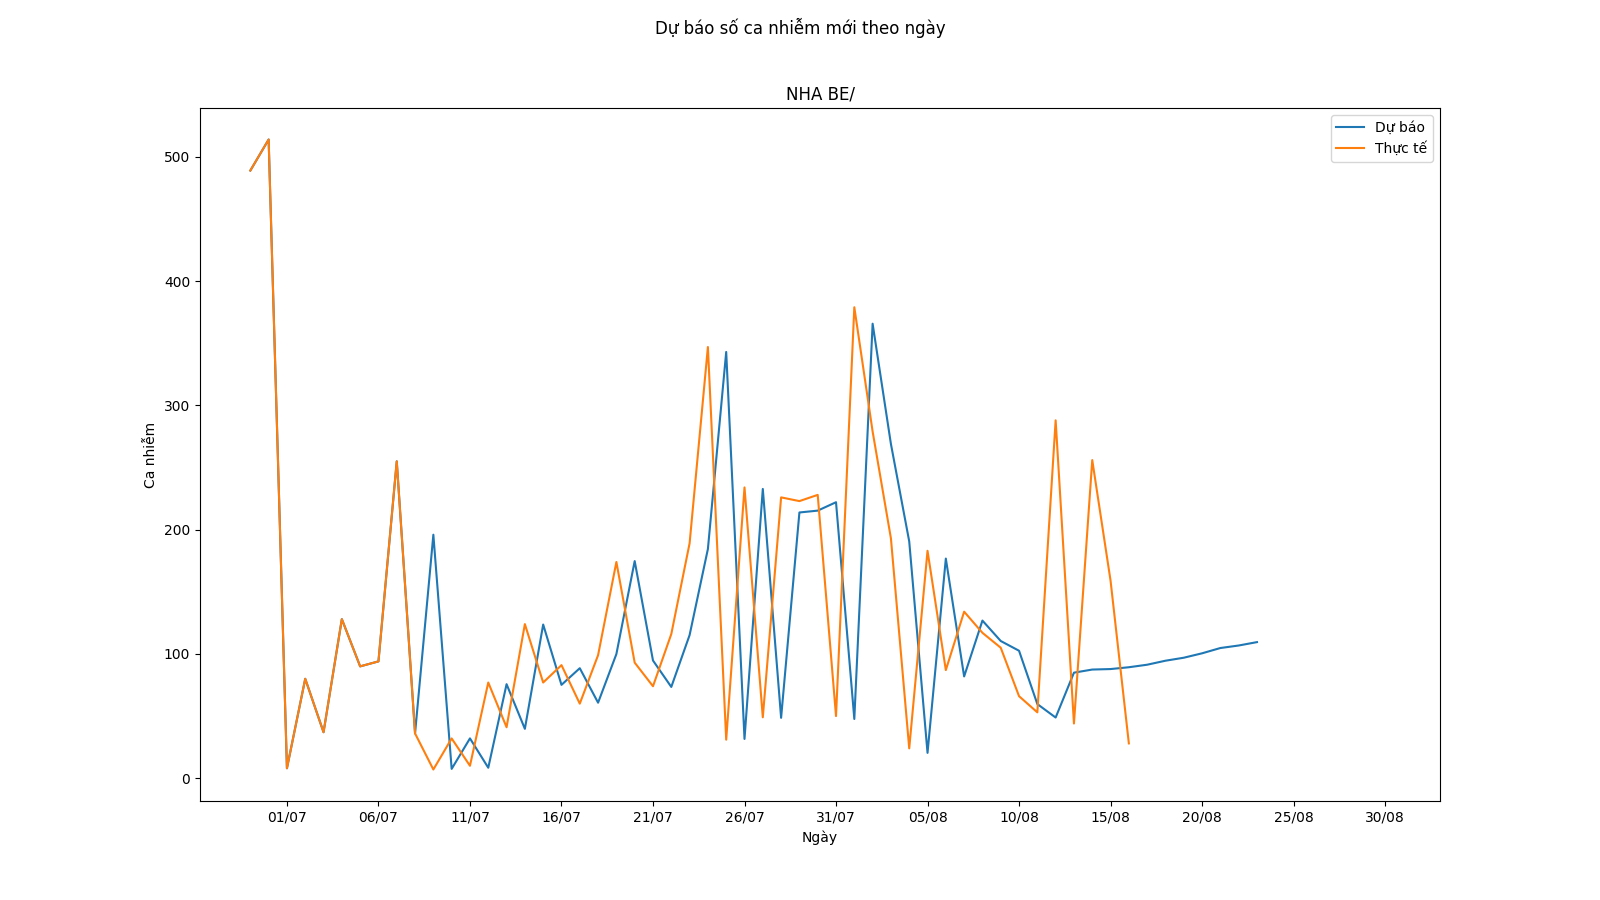 Dự báo số ca nhiễm mới theo ngày
NHA BE/
Dự báo
Thực tế
500
400
300
200
100
0
Ca nhiễm
01/07 06/07 11/07 16/07 21/07 26/07 31/07 05/08 10/08 15/08 20/08 25/08 30/08
Ngày